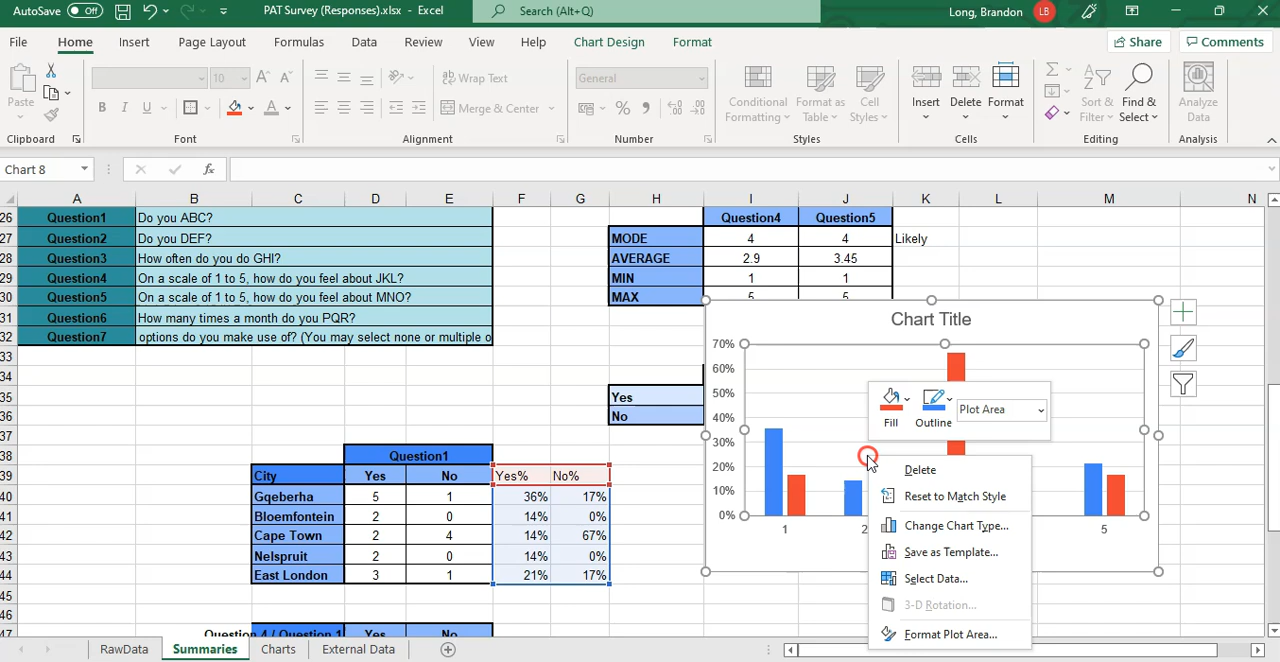 AutoSave Off PAT Survey (Responses).xlsx - Excel Search (Alt+Q) Long, Brandon LB
File Home Insert Page Layout Formulas Data Review View Help Chart Design Format Share Comments
Paste
10 A A
B I U A
Wrap Text
Merge & Center
General
% 9
Conditional Formatting
Format as Table
Cell Styles
Insert Delete Format
Sort & Filter
Find & Select
Analyze Data
Clipboard Font Alignment Number Styles Cells Editing Analysis
Chart 8 fx
A B C D E F G H I J K L M N
26 Question1 Do you ABC? Question4 Question5
27 Question2 Do you DEF? MODE 4 4 Likely
28 Question3 How often do you do GHI? AVERAGE 2.9 3.45
29 Question4 On a scale of 1 to 5, how do you feel about JKL? MIN 1 1
30 Question5 On a scale of 1 to 5, how do you feel about MNO? MAX 5 5
31 Question6 How many times a month do you PQR?
32 Question7 options do you make use of? (You may select none or multiple o
33
34
35 Yes
36 No
37
38 Question1
39 City Yes No Yes% No%
40 Gqeberha 5 1 36% 17%
41 Bloemfontein 2 0 14% 0%
42 Cape Town 2 4 14% 67%
43 Nelspruit 2 0 14% 0%
44 East London 3 1 21% 17%
45
46
47 Question 4 / Question 1 Yes No
Chart Title
70%
60%
50%
40%
30%
20%
10%
0%
1 2 5
Fill Outline Plot Area
Delete
Reset to Match Style
Change Chart Type...
Save as Template...
Select Data...
3-D Rotation...
Format Plot Area...
RawData Summaries Charts External Data